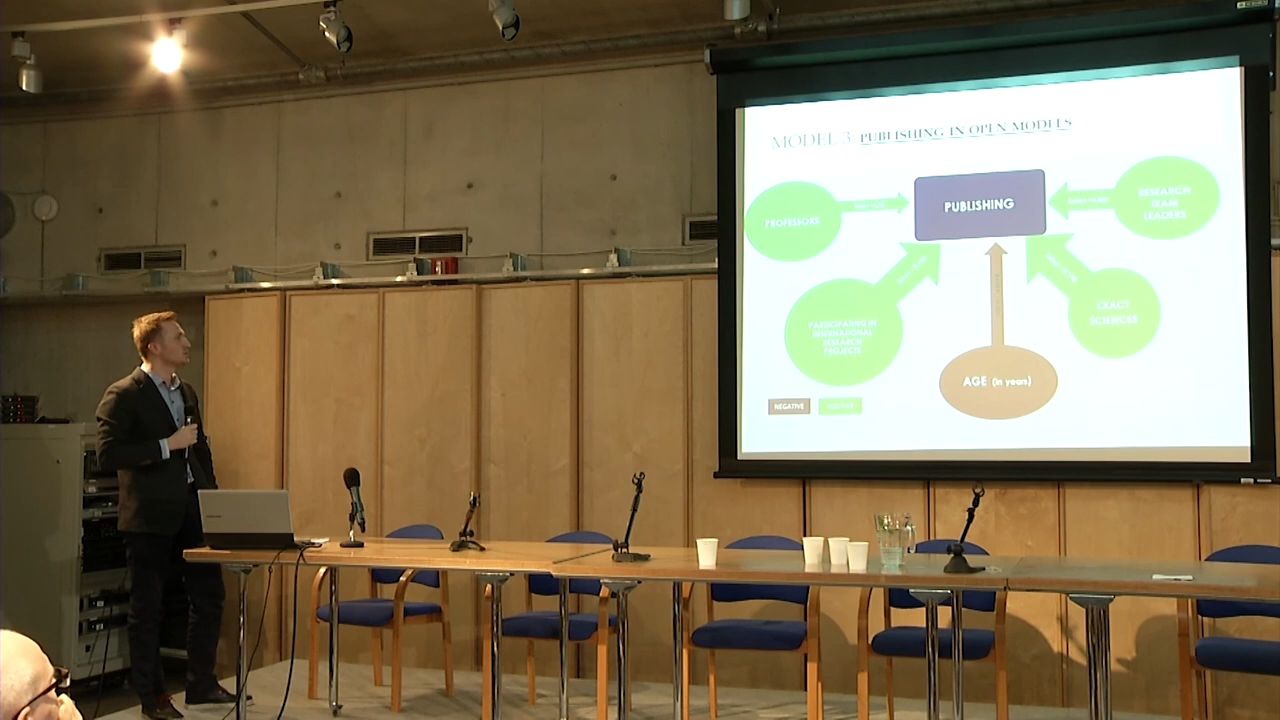 MODEL 3: PUBLISHING IN OPEN MODELS
PUBLISHING
PROFESSORS
RESEARCH
TEAM
LEADERS
PARTICIPATING IN
INTERNATIONAL
RESEARCH
PROJECTS
EXACT
SCIENCES
AGE (in years)
NEGATIVE